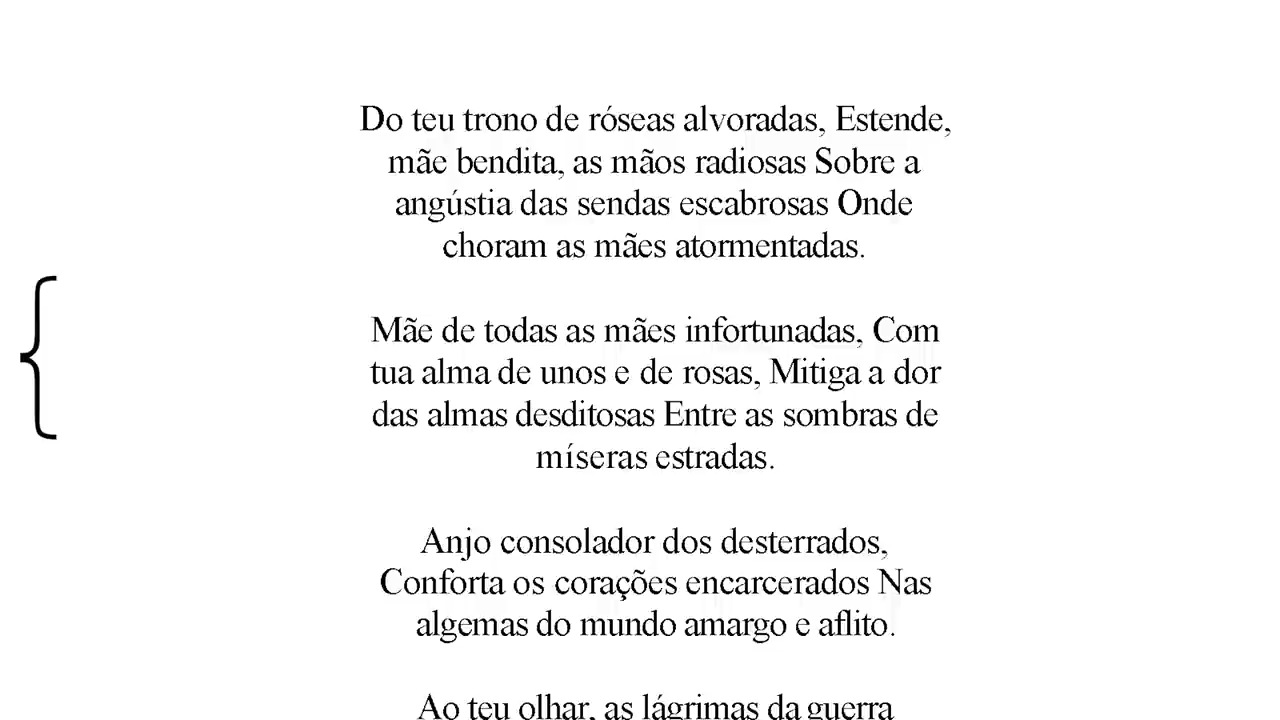 Do teu trono de róseas alvoradas, Estende,
mãe bendita, as mãos radiosas Sobre a
angústia das sendas escabrosas Onde
choram as mães atormentadas.
Mãe de todas as mães infortunadas, Com
tua alma de unos e de rosas, Mitiga a dor
das almas desditosas Entre as sombras de
míseras estradas.
Anjo consolador dos desterrados,
Conforta os corações encarcerados Nas
algemas do mundo amargo e aflito.
Ao teu olhar, as lágrimas da guerra